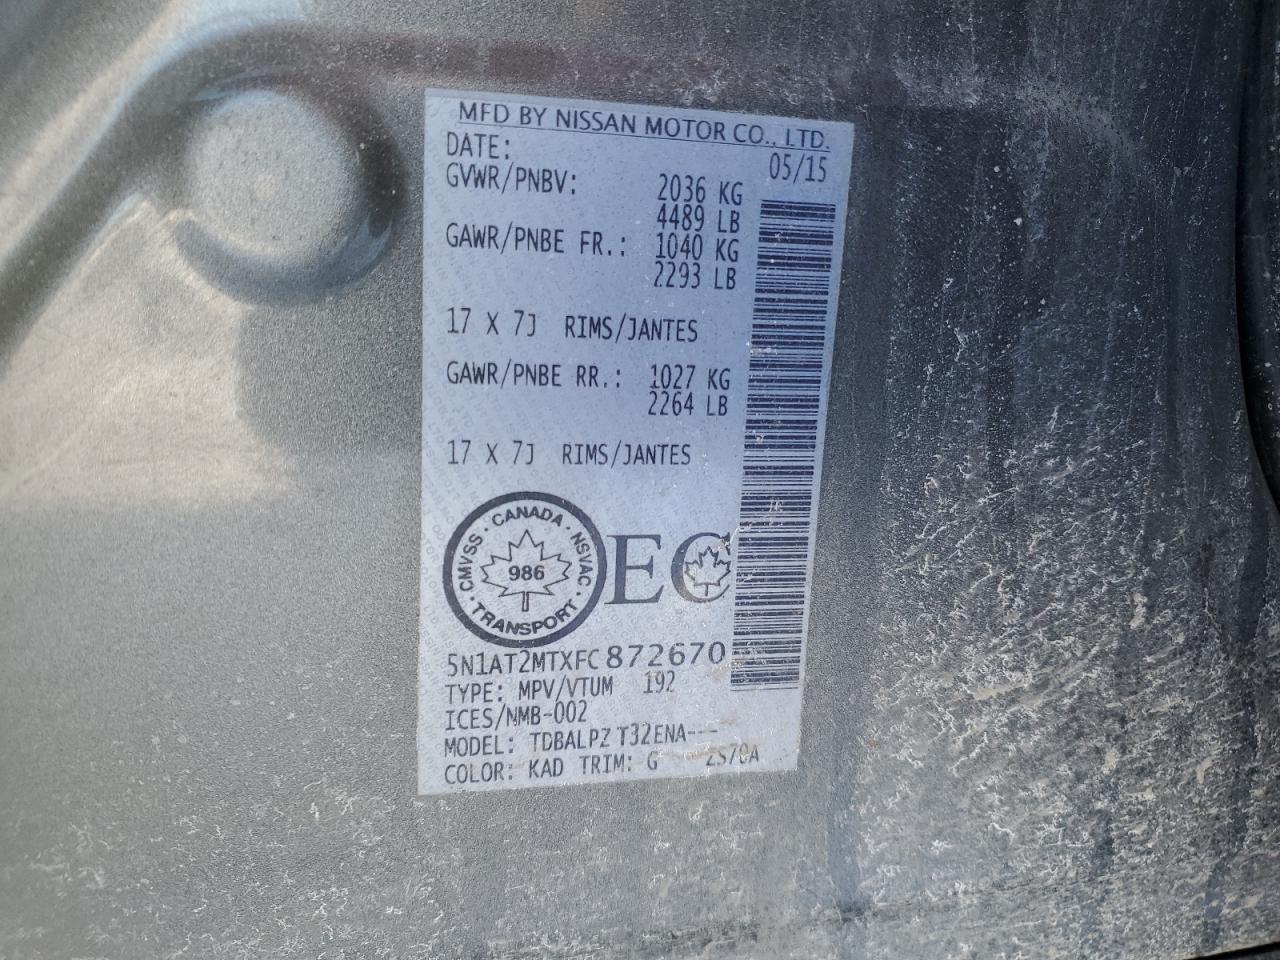 MFD BY NISSAN MOTOR CO., LTD.
DATE: 05/15
GVWR/PNBV: 2036 KG
4489 LB
GAWR/PNBE FR.: 1040 KG
2293 LB
17 X 7J RIMS/JANTES
GAWR/PNBE RR.: 1027 KG
2264 LB
17 X 7J RIMS/JANTES
· CANADA ·
CMVSS · NSVAC
986
· TRANSPORT ·
EC
5N1AT2MTXFC872670
TYPE: MPV/VTUM 192
ICES/NMB-002
MODEL: TDBALPZ T32ENA---
COLOR: KAD TRIM: G